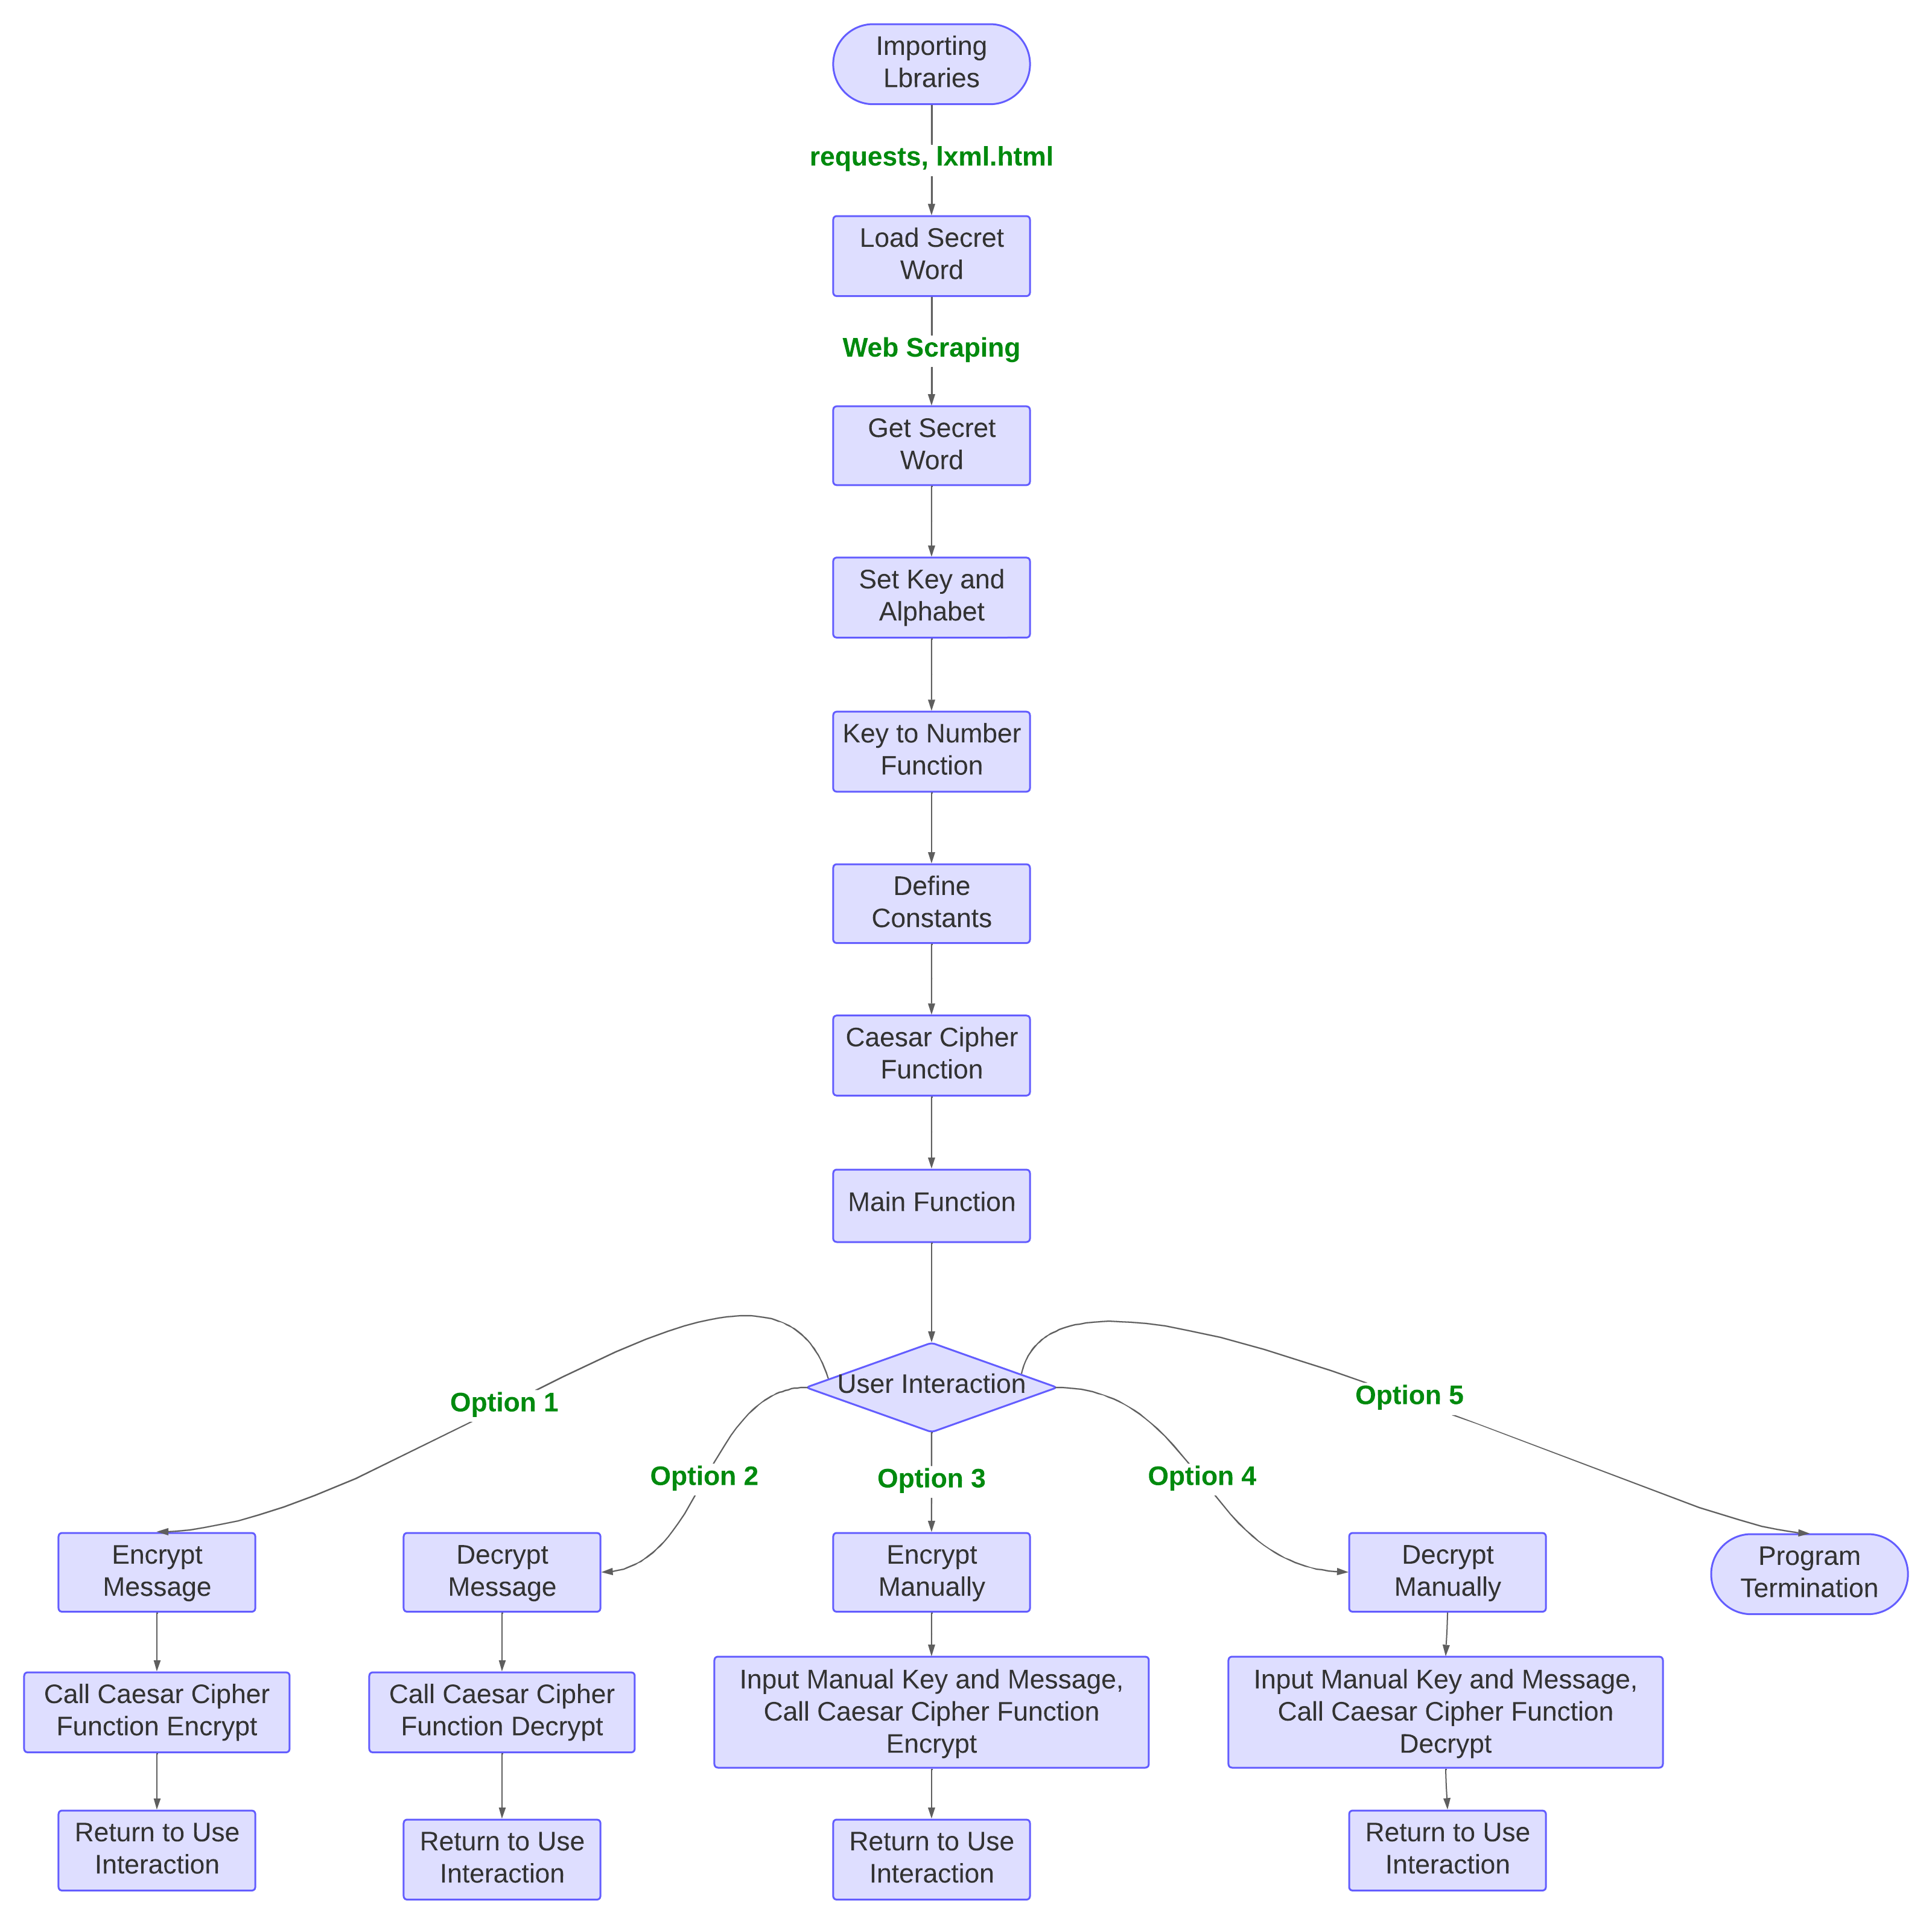 Importing
Lbraries
requests, lxml.html
Load Secret
Word
Web Scraping
Get Secret
Word
Set Key and
Alphabet
Key to Number
Function
Define
Constants
Caesar Cipher
Function
Main Function
User Interaction
Option 1
Option 2
Option 3
Option 4
Option 5
Encrypt
Message
Decrypt
Message
Encrypt
Manually
Decrypt
Manually
Program
Termination
Call Caesar Cipher
Function Encrypt
Call Caesar Cipher
Function Decrypt
Input Manual Key and Message,
Call Caesar Cipher Function
Encrypt
Input Manual Key and Message,
Call Caesar Cipher Function
Decrypt
Return to Use
Interaction
Return to Use
Interaction
Return to Use
Interaction
Return to Use
Interaction